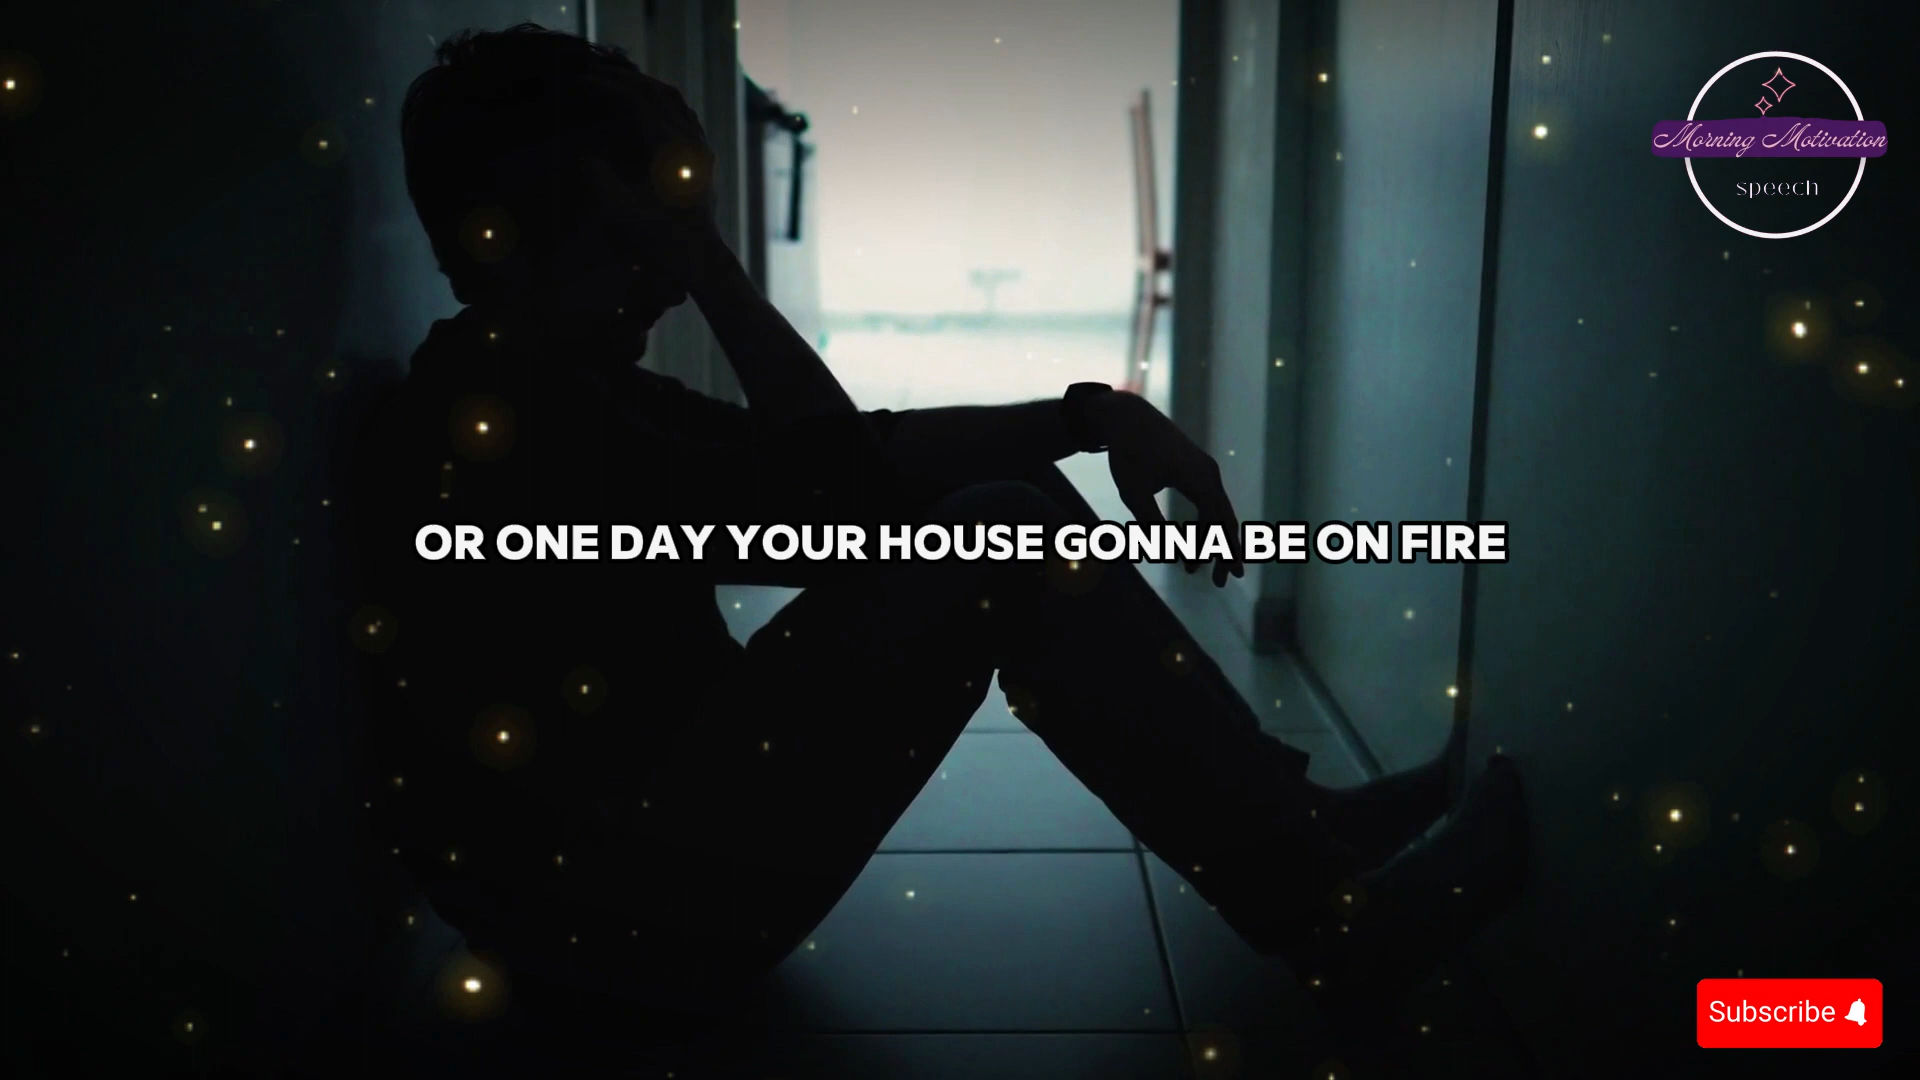 Morning Motivation
speech
OR ONE DAY YOUR HOUSE GONNA BE ON FIRE
Subscribe